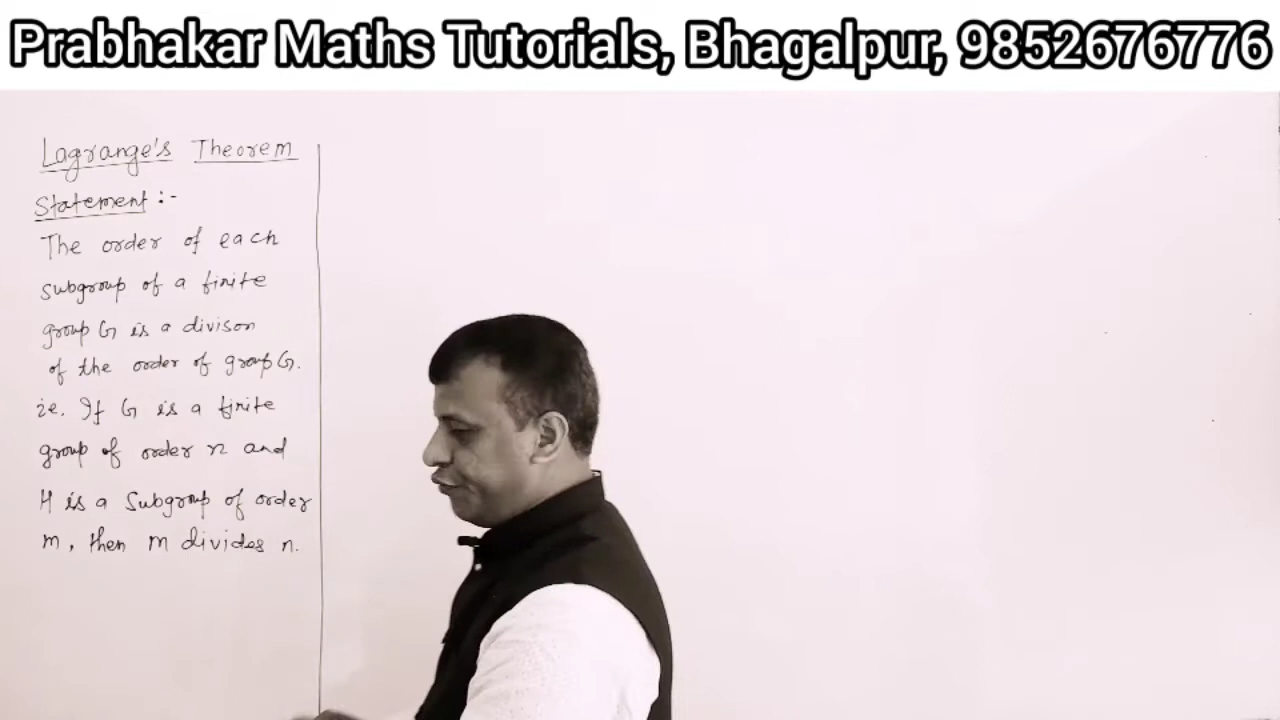 Prabhakar Maths Tutorials, Bhagalpur, 9852676776
Lagrange's Theorem
Statement :-
The order of each
subgroup of a finite
group G is a divison
of the order of group G.
ie. If G is a finite
group of order n and
H is a subgroup of order
m, then m divides n.